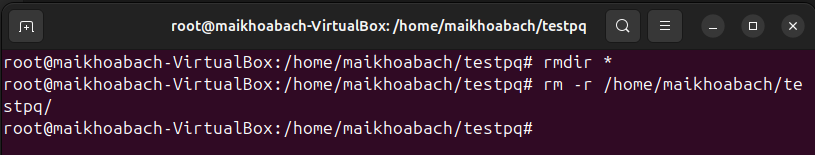 root@maikhoabach-VirtualBox: /home/maikhoabach/testpq
root@maikhoabach-VirtualBox:/home/maikhoabach/testpq# rmdir *
root@maikhoabach-VirtualBox:/home/maikhoabach/testpq# rm -r /home/maikhoabach/te
stpq/
root@maikhoabach-VirtualBox:/home/maikhoabach/testpq#